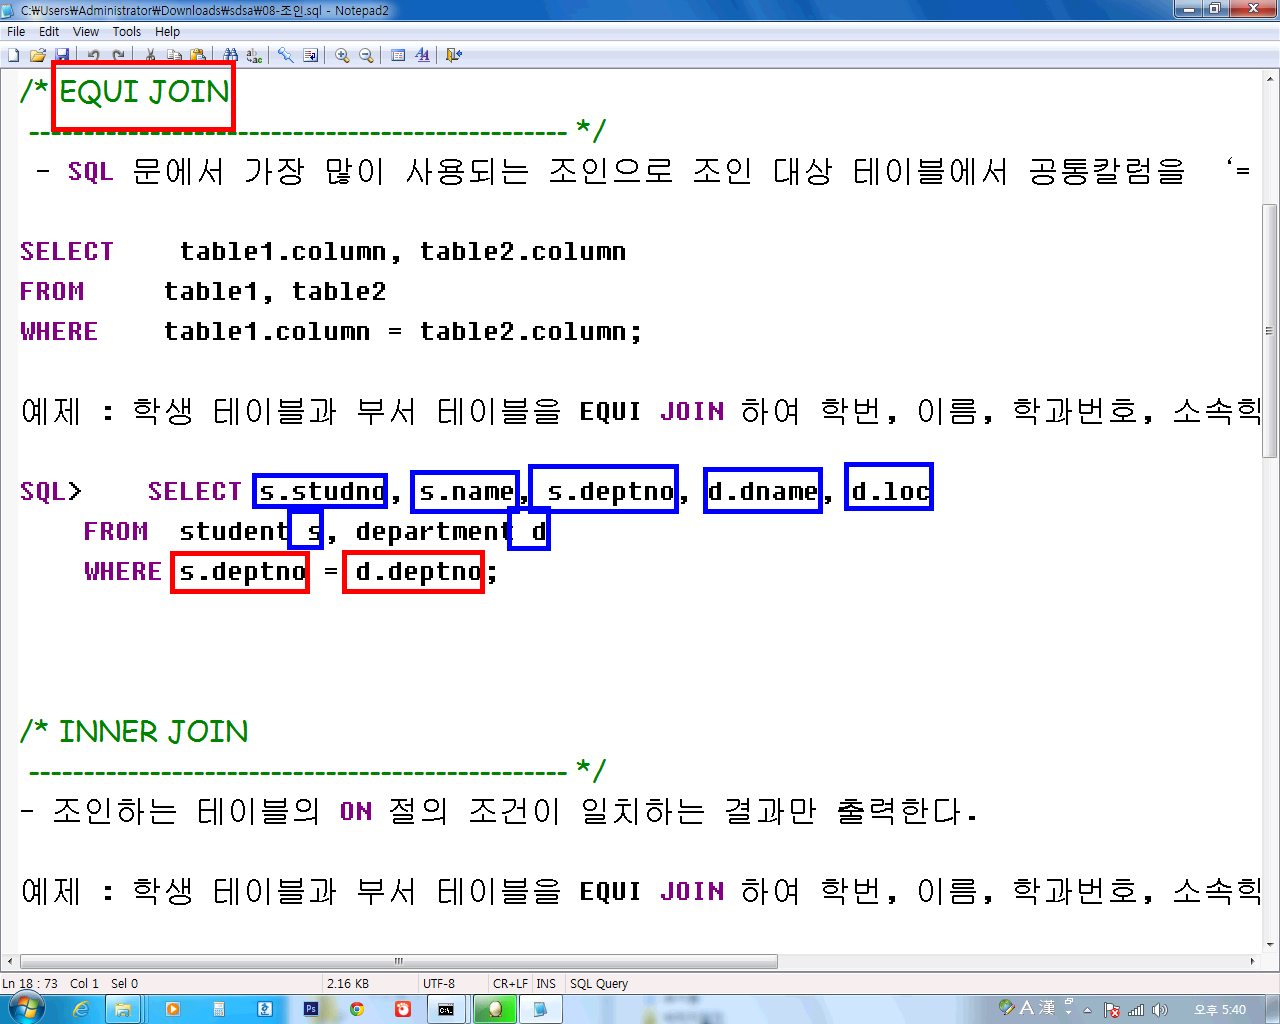 C:₩Users₩Administrator₩Downloads₩sdsa₩08-조인.sql - Notepad2
File Edit View Tools Help
/* EQUI JOIN
------------------------------------------------- */
- SQL 문에서 가장 많이 사용되는 조인으로 조인 대상 테이블에서 공통칼럼을 ‘=
SELECT table1.column, table2.column
FROM table1, table2
WHERE table1.column = table2.column;
예제 : 학생 테이블과 부서 테이블을 EQUI JOIN 하여 학번, 이름, 학과번호, 소속학
SQL> SELECT s.studno, s.name, s.deptno, d.dname, d.loc
FROM student s, department d
WHERE s.deptno = d.deptno;
/* INNER JOIN
------------------------------------------------- */
- 조인하는 테이블의 ON 절의 조건이 일치하는 결과만 출력한다.
예제 : 학생 테이블과 부서 테이블을 EQUI JOIN 하여 학번, 이름, 학과번호, 소속학
Ln 18 : 73 Col 1 Sel 0 2.16 KB UTF-8 CR+LF INS SQL Query
A 漢 오후 5:40